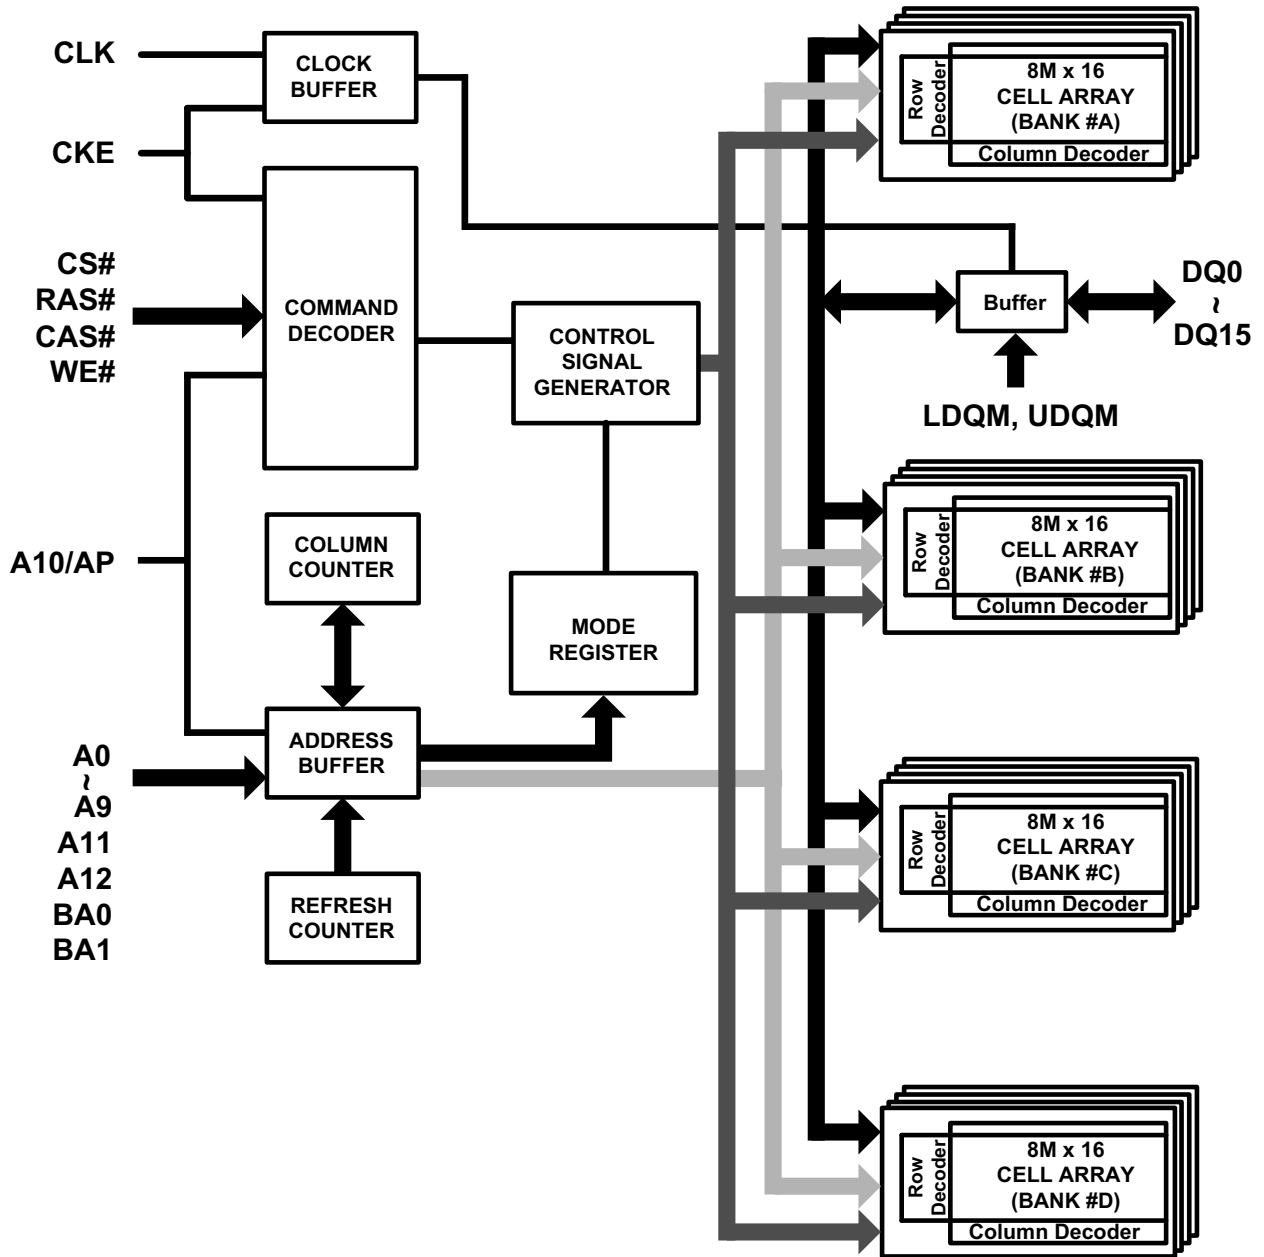 CLK
CKE
CS#
RAS#
CAS#
WE#
A10/AP
A0
~
A9
A11
A12
BA0
BA1
CLOCK
BUFFER
COMMAND
DECODER
COLUMN
COUNTER
ADDRESS
BUFFER
REFRESH
COUNTER
CONTROL
SIGNAL
GENERATOR
MODE
REGISTER
Row
Decoder
8M x 16
CELL ARRAY
(BANK #A)
Column Decoder
Buffer
DQ0
~
DQ15
LDQM, UDQM
Row
Decoder
8M x 16
CELL ARRAY
(BANK #B)
Column Decoder
Row
Decoder
8M x 16
CELL ARRAY
(BANK #C)
Column Decoder
Row
Decoder
8M x 16
CELL ARRAY
(BANK #D)
Column Decoder